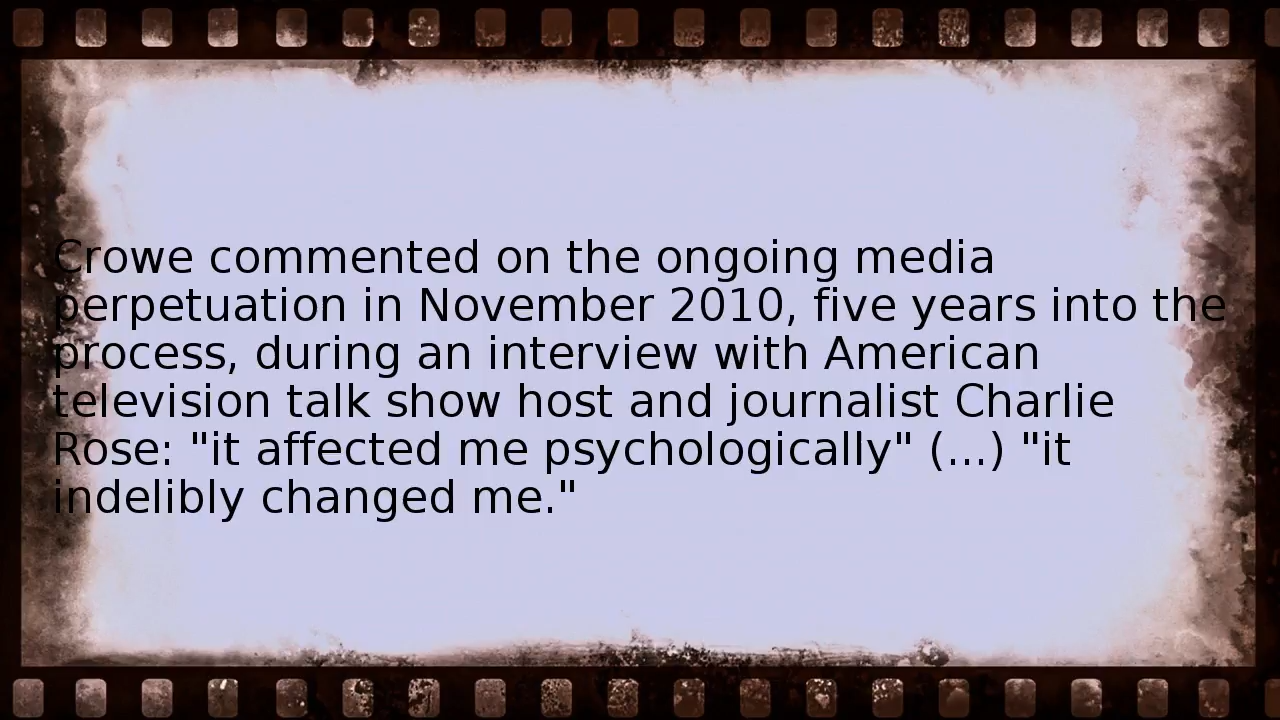 Crowe commented on the ongoing media
perpetuation in November 2010, five years into the
process, during an interview with American
television talk show host and journalist Charlie
Rose: "it affected me psychologically" (...) "it
indelibly changed me."